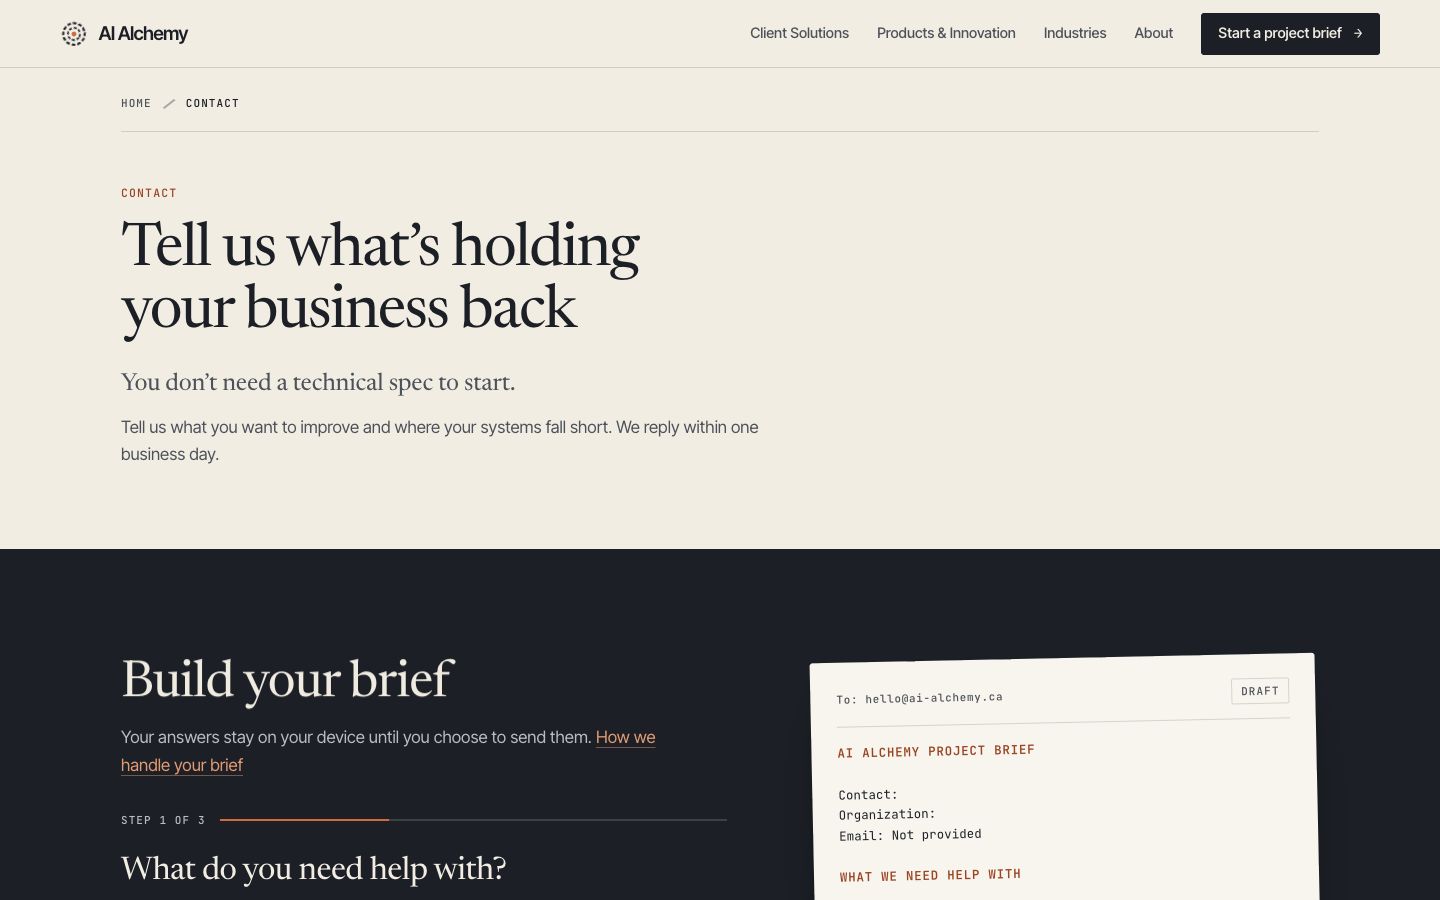 AI Alchemy
Client Solutions
Products & Innovation
Industries
About
Start a project brief →
HOME / CONTACT
CONTACT
Tell us what’s holding
your business back
You don’t need a technical spec to start.
Tell us what you want to improve and where your systems fall short. We reply within one
business day.
Build your brief
Your answers stay on your device until you choose to send them. How we
handle your brief
STEP 1 OF 3
What do you need help with?
To: hello@ai-alchemy.ca
DRAFT
AI ALCHEMY PROJECT BRIEF
Contact:
Organization:
Email: Not provided
WHAT WE NEED HELP WITH